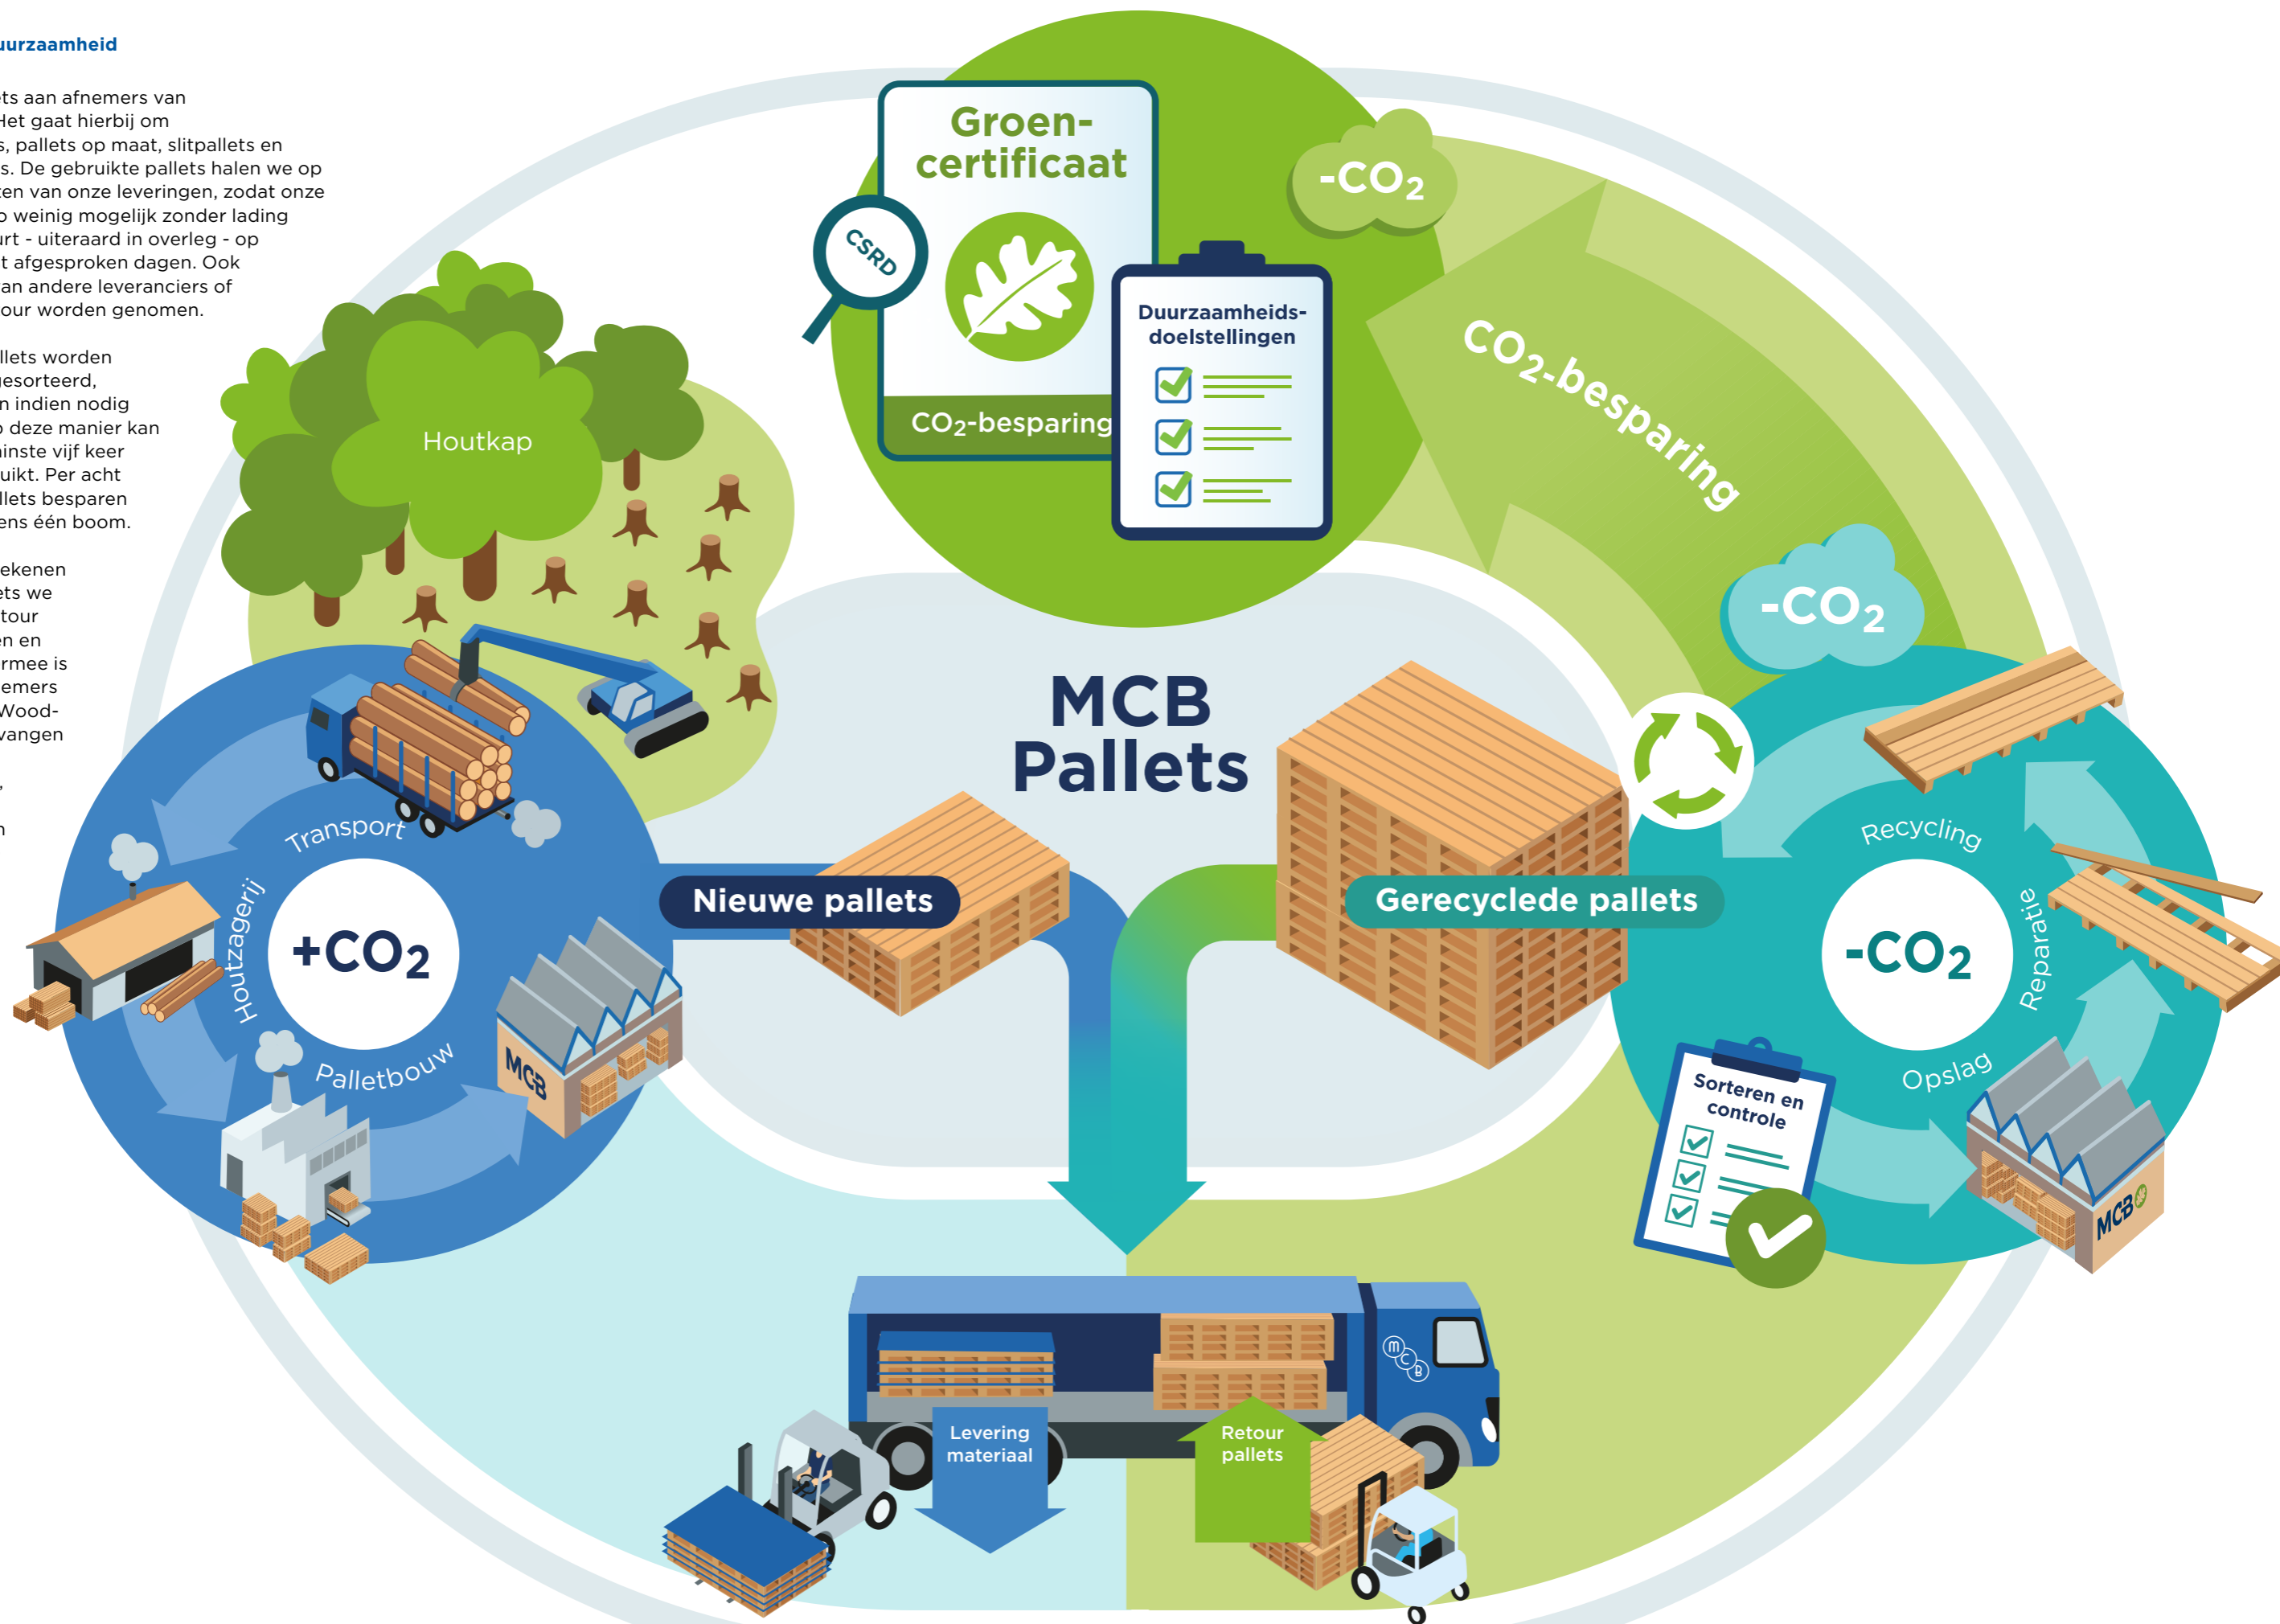 uurzaamheid
ts aan afnemers van
Het gaat hierbij om
s, pallets op maat, slitpallets en
s. De gebruikte pallets halen we op
ten van onze leveringen, zodat onze
o weinig mogelijk zonder lading
urt - uiteraard in overleg - op
t afgesproken dagen. Ook
van andere leveranciers of
our worden genomen.
llets worden
gesorteerd,
n indien nodig
o deze manier kan
ninste vijf keer
uikt. Per acht
llets besparen
ens één boom.
ekenen
ets we
tour
en en
rmee is
nemers
Wood-
vangen
,
n
Groen-
certificaat
CSRD
CO2-besparing
Duurzaamheids-
doelstellingen
-CO2
CO2-besparing
-CO2
Houtkap
MCB
Pallets
Transport
Houtzagerij
Palletbouw
+CO2
MCB
Nieuwe pallets
Gerecyclede pallets
Recycling
Reparatie
Opslag
-CO2
Sorteren en
controle
MCB
MCB
Levering
materiaal
Retour
pallets